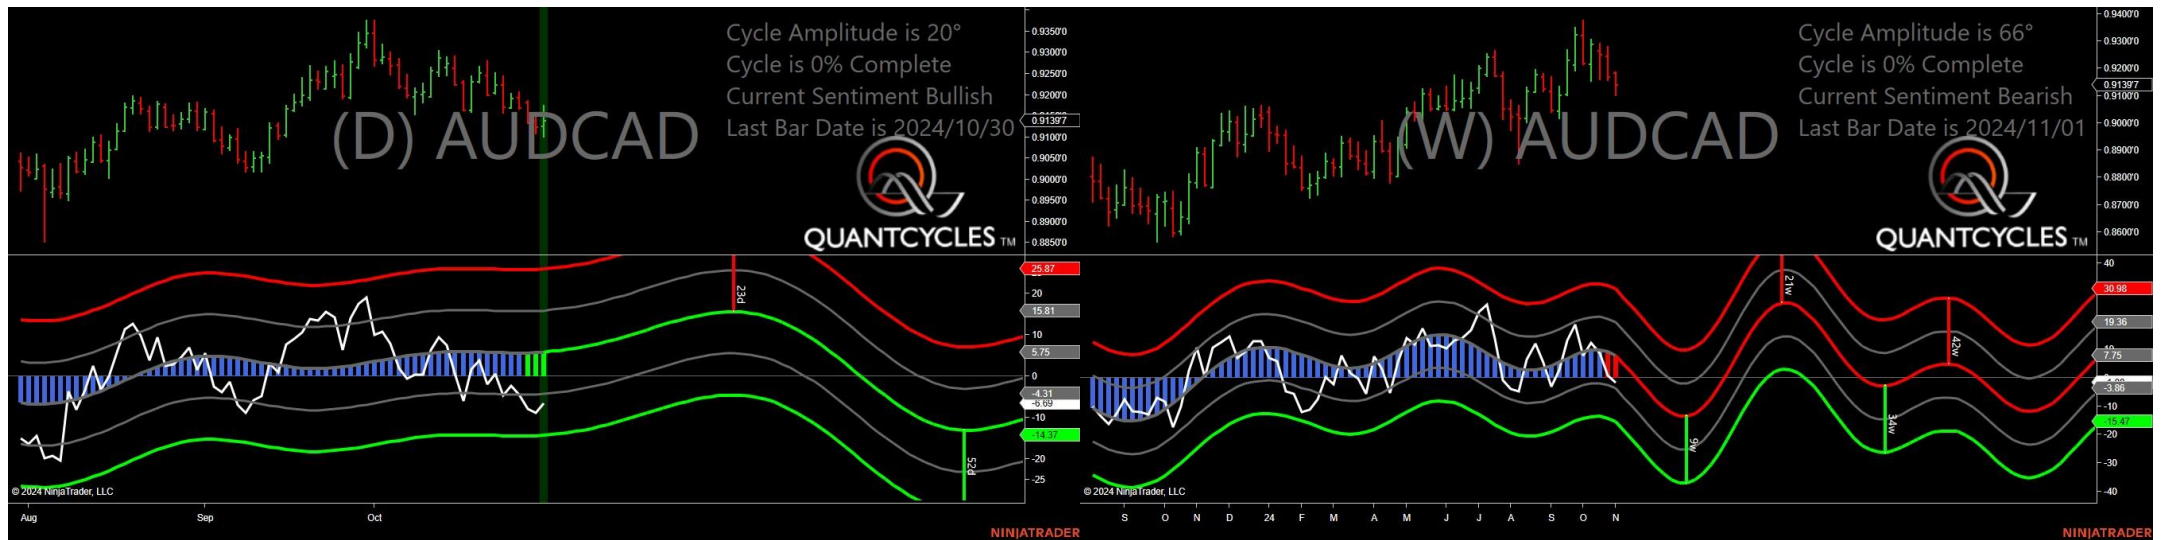 Cycle Amplitude is 20°
Cycle is 0% Complete
Current Sentiment Bullish
Last Bar Date is 2024/10/30
(D) AUDCAD
QUANTCYCLES TM
0.9350'0
0.9300'0
0.9250'0
0.9200'0
0.9139'7
0.9100'0
0.9050'0
0.9000'0
0.8950'0
0.8900'0
0.8850'0
23d
52d
25.87
20
15.81
10
5.75
0
-4.31
-6.69
-10
-14.37
-20
-25
© 2024 NinjaTrader, LLC
Aug
Sep
Oct
NINJATRADER
Cycle Amplitude is 66°
Cycle is 0% Complete
Current Sentiment Bearish
Last Bar Date is 2024/11/01
(W) AUDCAD
QUANTCYCLES TM
0.9400'0
0.9300'0
0.9200'0
0.9139'7
0.9100'0
0.9000'0
0.8900'0
0.8800'0
0.8700'0
0.8600'0
21w
9w
34w
42w
40
30.98
19.36
7.75
-3.86
-10
-15.47
-20
-30
-40
© 2024 NinjaTrader, LLC
S O N D 24 F M A M J J A S O N
NINJATRADER